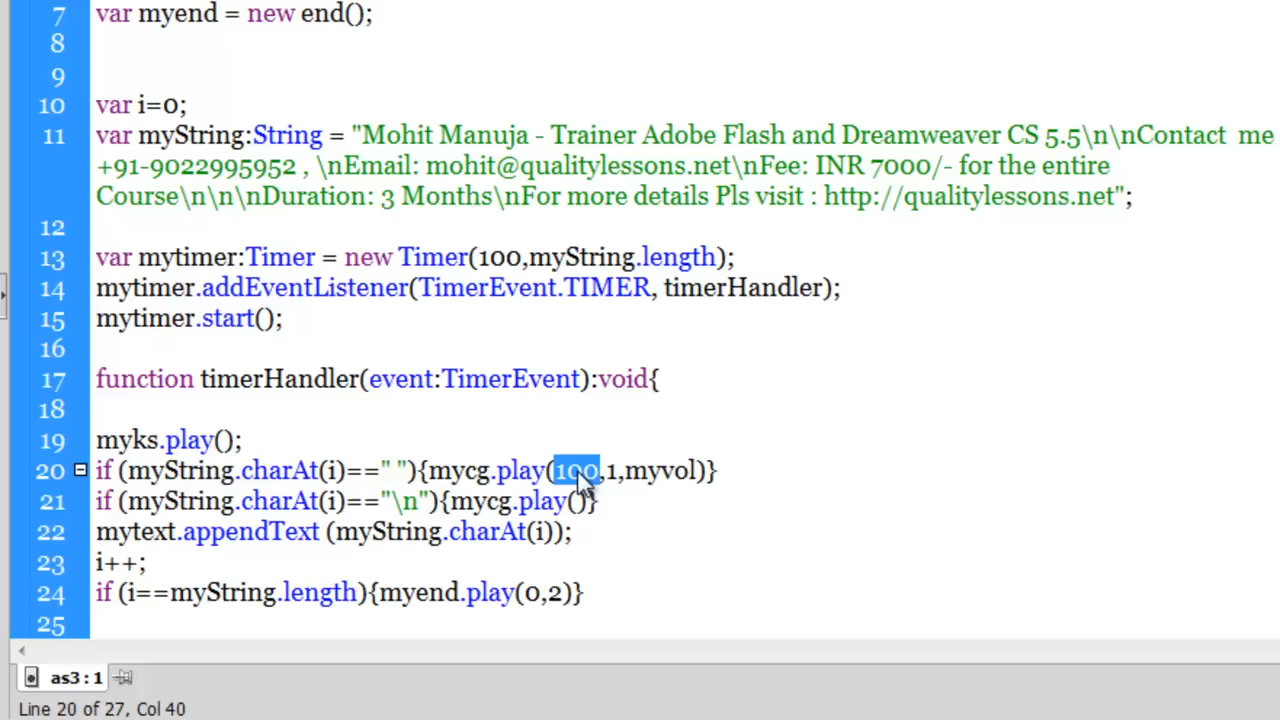 7 var myend = new end();
8
9
10 var i=0;
11 var myString:String = "Mohit Manuja - Trainer Adobe Flash and Dreamweaver CS 5.5\n\nContact  me
+91-9022995952 , \nEmail: mohit@qualitylessons.net\nFee: INR 7000/- for the entire
Course\n\n\nDuration: 3 Months\nFor more details Pls visit : http://qualitylessons.net";
12
13 var mytimer:Timer = new Timer(100,myString.length);
14 mytimer.addEventListener(TimerEvent.TIMER, timerHandler);
15 mytimer.start();
16
17 function timerHandler(event:TimerEvent):void{
18
19 myks.play();
20 if (myString.charAt(i)==" "){mycg.play(100,1,myvol)}
21 if (myString.charAt(i)=="\n"){mycg.play()}
22 mytext.appendText (myString.charAt(i));
23 i++;
24 if (i==myString.length){myend.play(0,2)}
25
as3:1
Line 20 of 27, Col 40